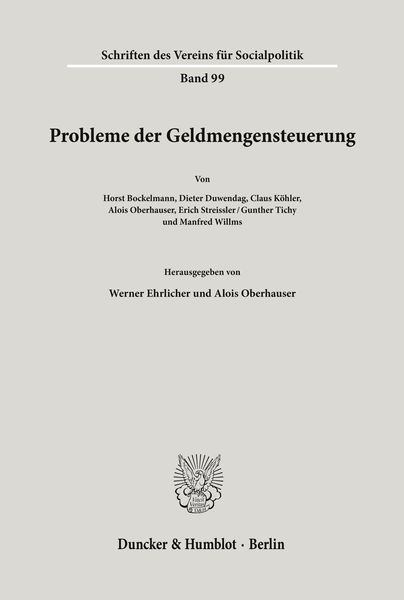 Schriften des Vereins für Socialpolitik
Band 99
Probleme der Geldmengensteuerung
Von
Horst Bockelmann, Dieter Duwendag, Claus Köhler,
Alois Oberhauser, Erich Streissler / Gunther Tichy
und Manfred Willms
Herausgegeben von
Werner Ehrlicher und Alois Oberhauser
Duncker & Humblot · Berlin